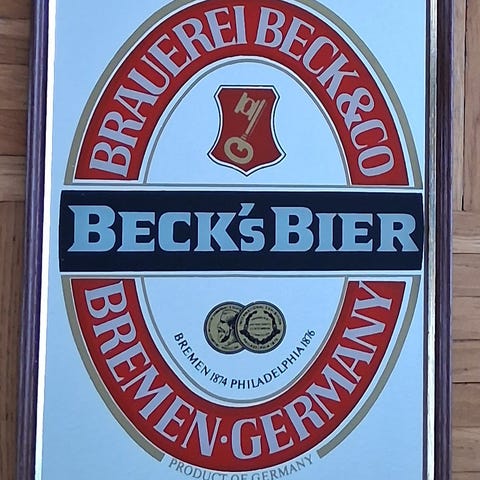 BRAUEREI BECK & CO
BECK'S BIER
BREMEN 1874 PHILADELPHIA 1876
BREMEN·GERMANY
PRODUCT OF GERMANY